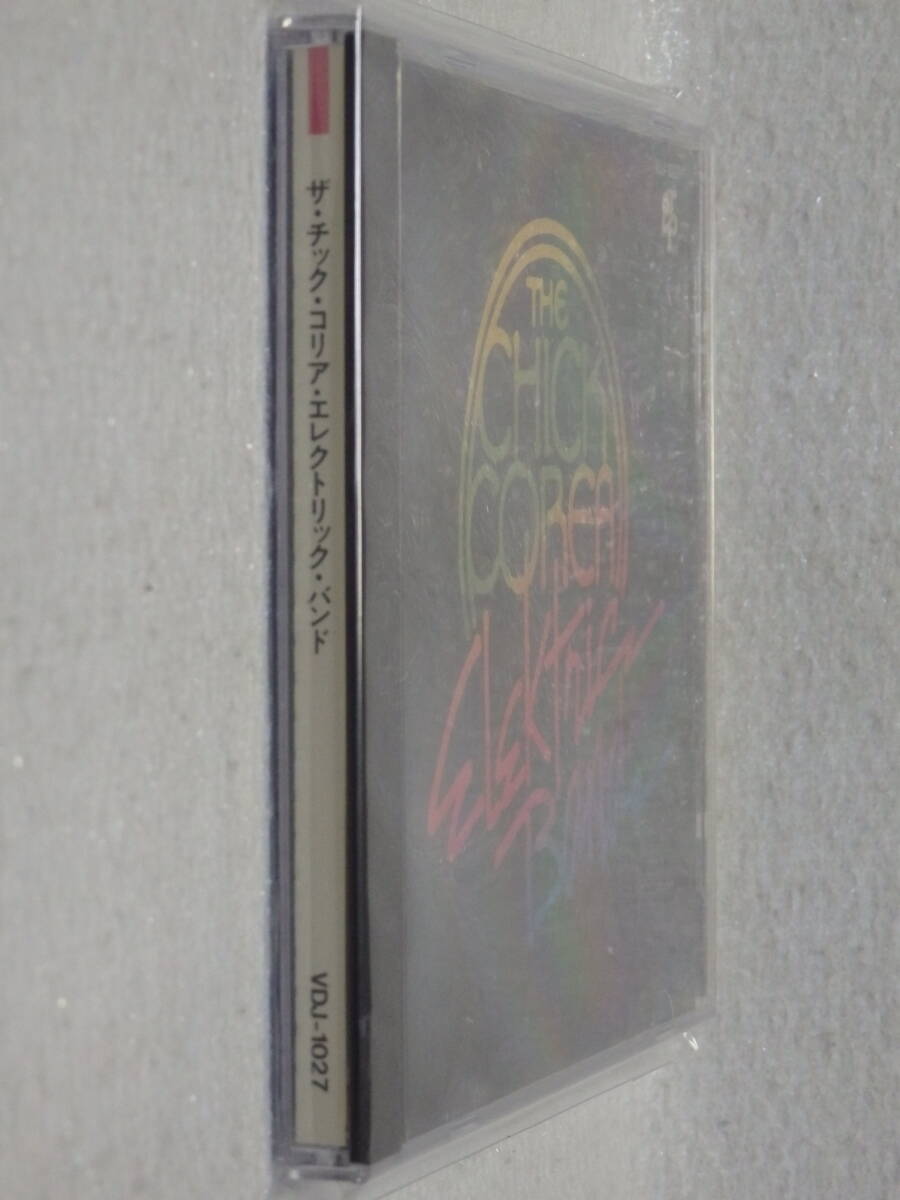 ザ・チック・コリア・エレクトリック・バンド
VDJ-1027
THE
CHICK
COREA
ELEKTRIC
BAND